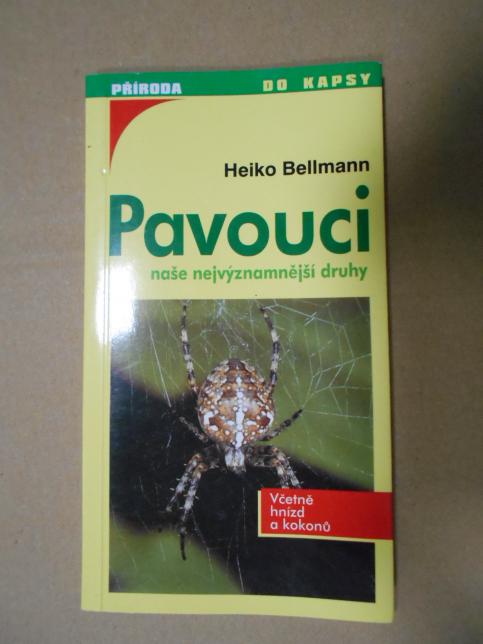 PŘÍRODA DO KAPSY
Heiko Bellmann
Pavouci
naše nejvýznamnější druhy
Včetně
hnízd
a kokonů